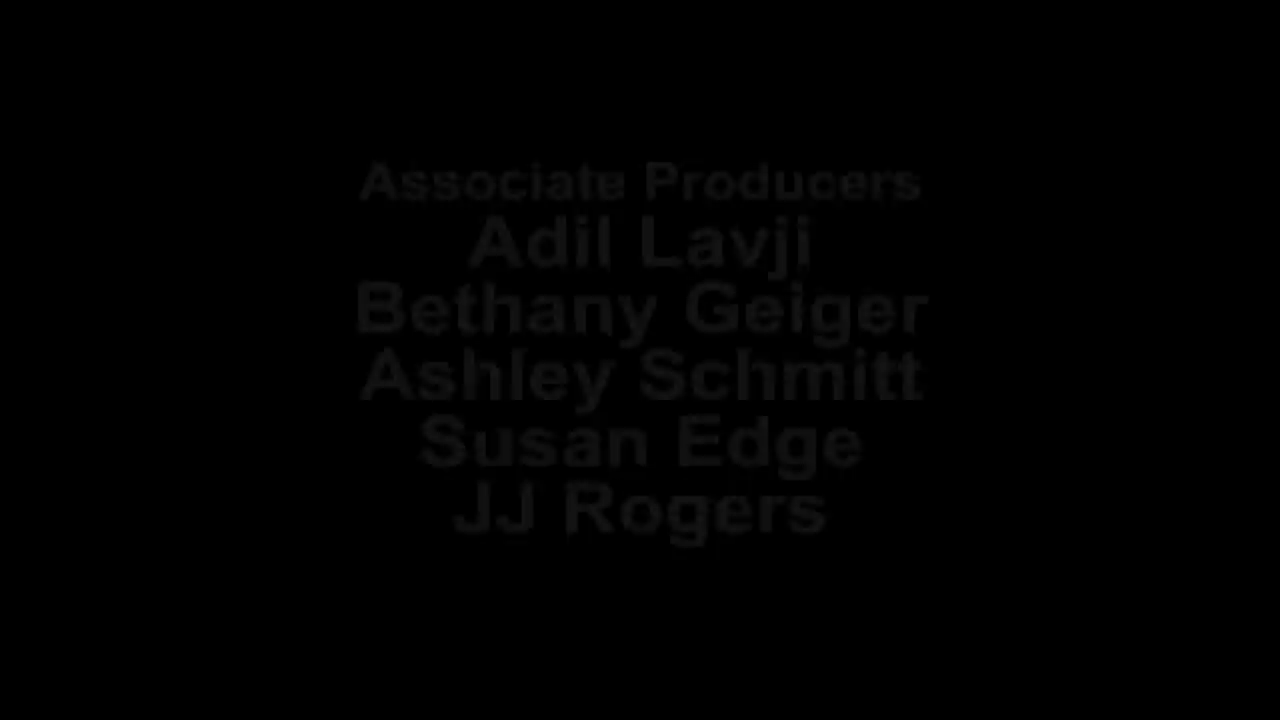 Associate Producers
Adil Lavji
Bethany Geiger
Ashley Schmitt
Susan Edge
JJ Rogers